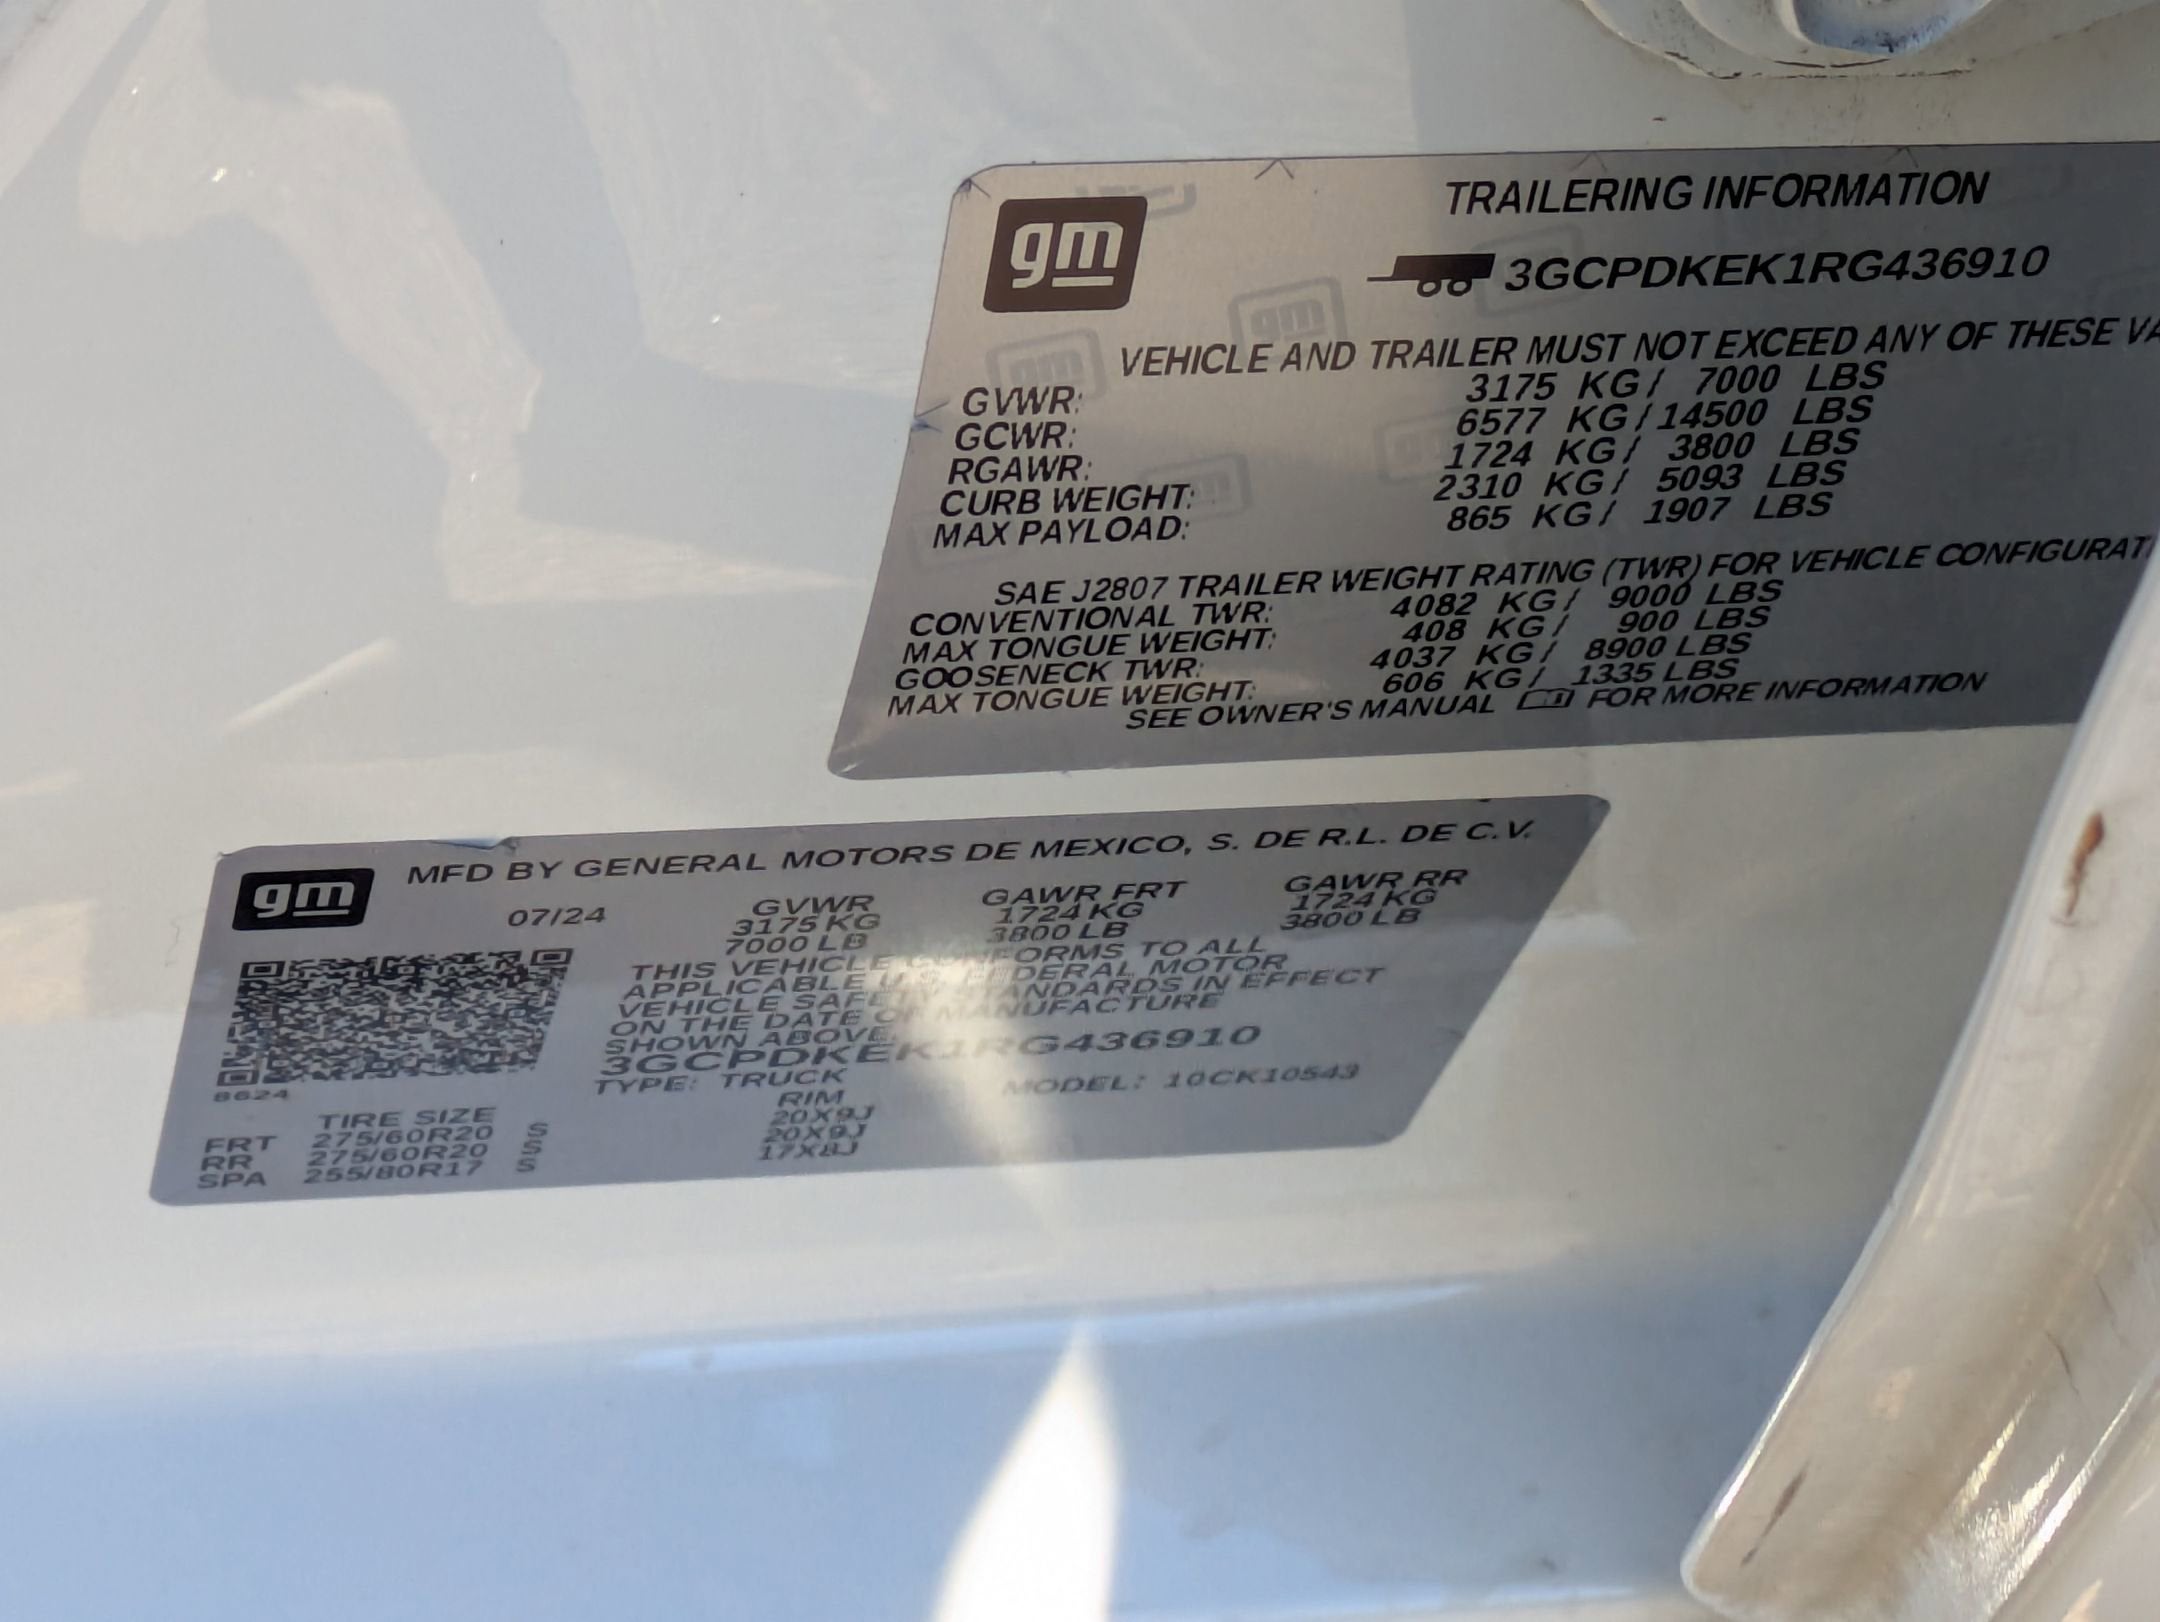 gm
TRAILERING INFORMATION
3GCPDKEK1RG436910
VEHICLE AND TRAILER MUST NOT EXCEED ANY OF THESE VA
GVWR: 3175 KG / 7000 LBS
GCWR: 6577 KG / 14500 LBS
RGAWR: 1724 KG / 3800 LBS
CURB WEIGHT: 2310 KG / 5093 LBS
MAX PAYLOAD: 865 KG / 1907 LBS
SAE J2807 TRAILER WEIGHT RATING (TWR) FOR VEHICLE CONFIGURAT
CONVENTIONAL TWR: 4082 KG / 9000 LBS
MAX TONGUE WEIGHT: 408 KG / 900 LBS
GOOSENECK TWR: 4037 KG / 8900 LBS
MAX TONGUE WEIGHT: 606 KG / 1335 LBS
SEE OWNER'S MANUAL FOR MORE INFORMATION
gm
MFD BY GENERAL MOTORS DE MEXICO, S. DE R.L. DE C.V.
07/24 GVWR GAWR FRT GAWR RR
3175 KG 1724 KG 1724 KG
7000 LB 3800 LB 3800 LB
THIS VEHICLE CONFORMS TO ALL
APPLICABLE U.S. FEDERAL MOTOR
VEHICLE SAFETY STANDARDS IN EFFECT
ON THE DATE OF MANUFACTURE
SHOWN ABOVE.
3GCPDKEK1RG436910
TYPE: TRUCK MODEL: 10CK10543
8624
TIRE SIZE RIM
FRT 275/60R20 S 20X9J
RR 275/60R20 S 20X9J
SPA 255/80R17 S 17X8J